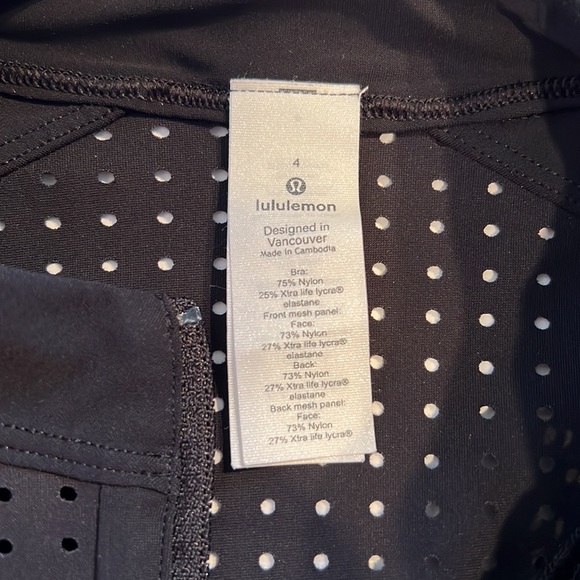 4
lululemon
Designed in
Vancouver
Made in Cambodia
Bra:
75% Nylon
25% Xtra life lycra®
elastane
Front mesh panel:
Face:
73% Nylon
27% Xtra life lycra®
elastane
Back:
73% Nylon
27% Xtra life lycra®
elastane
Back mesh panel:
Face:
73% Nylon
27% Xtra life lycra®